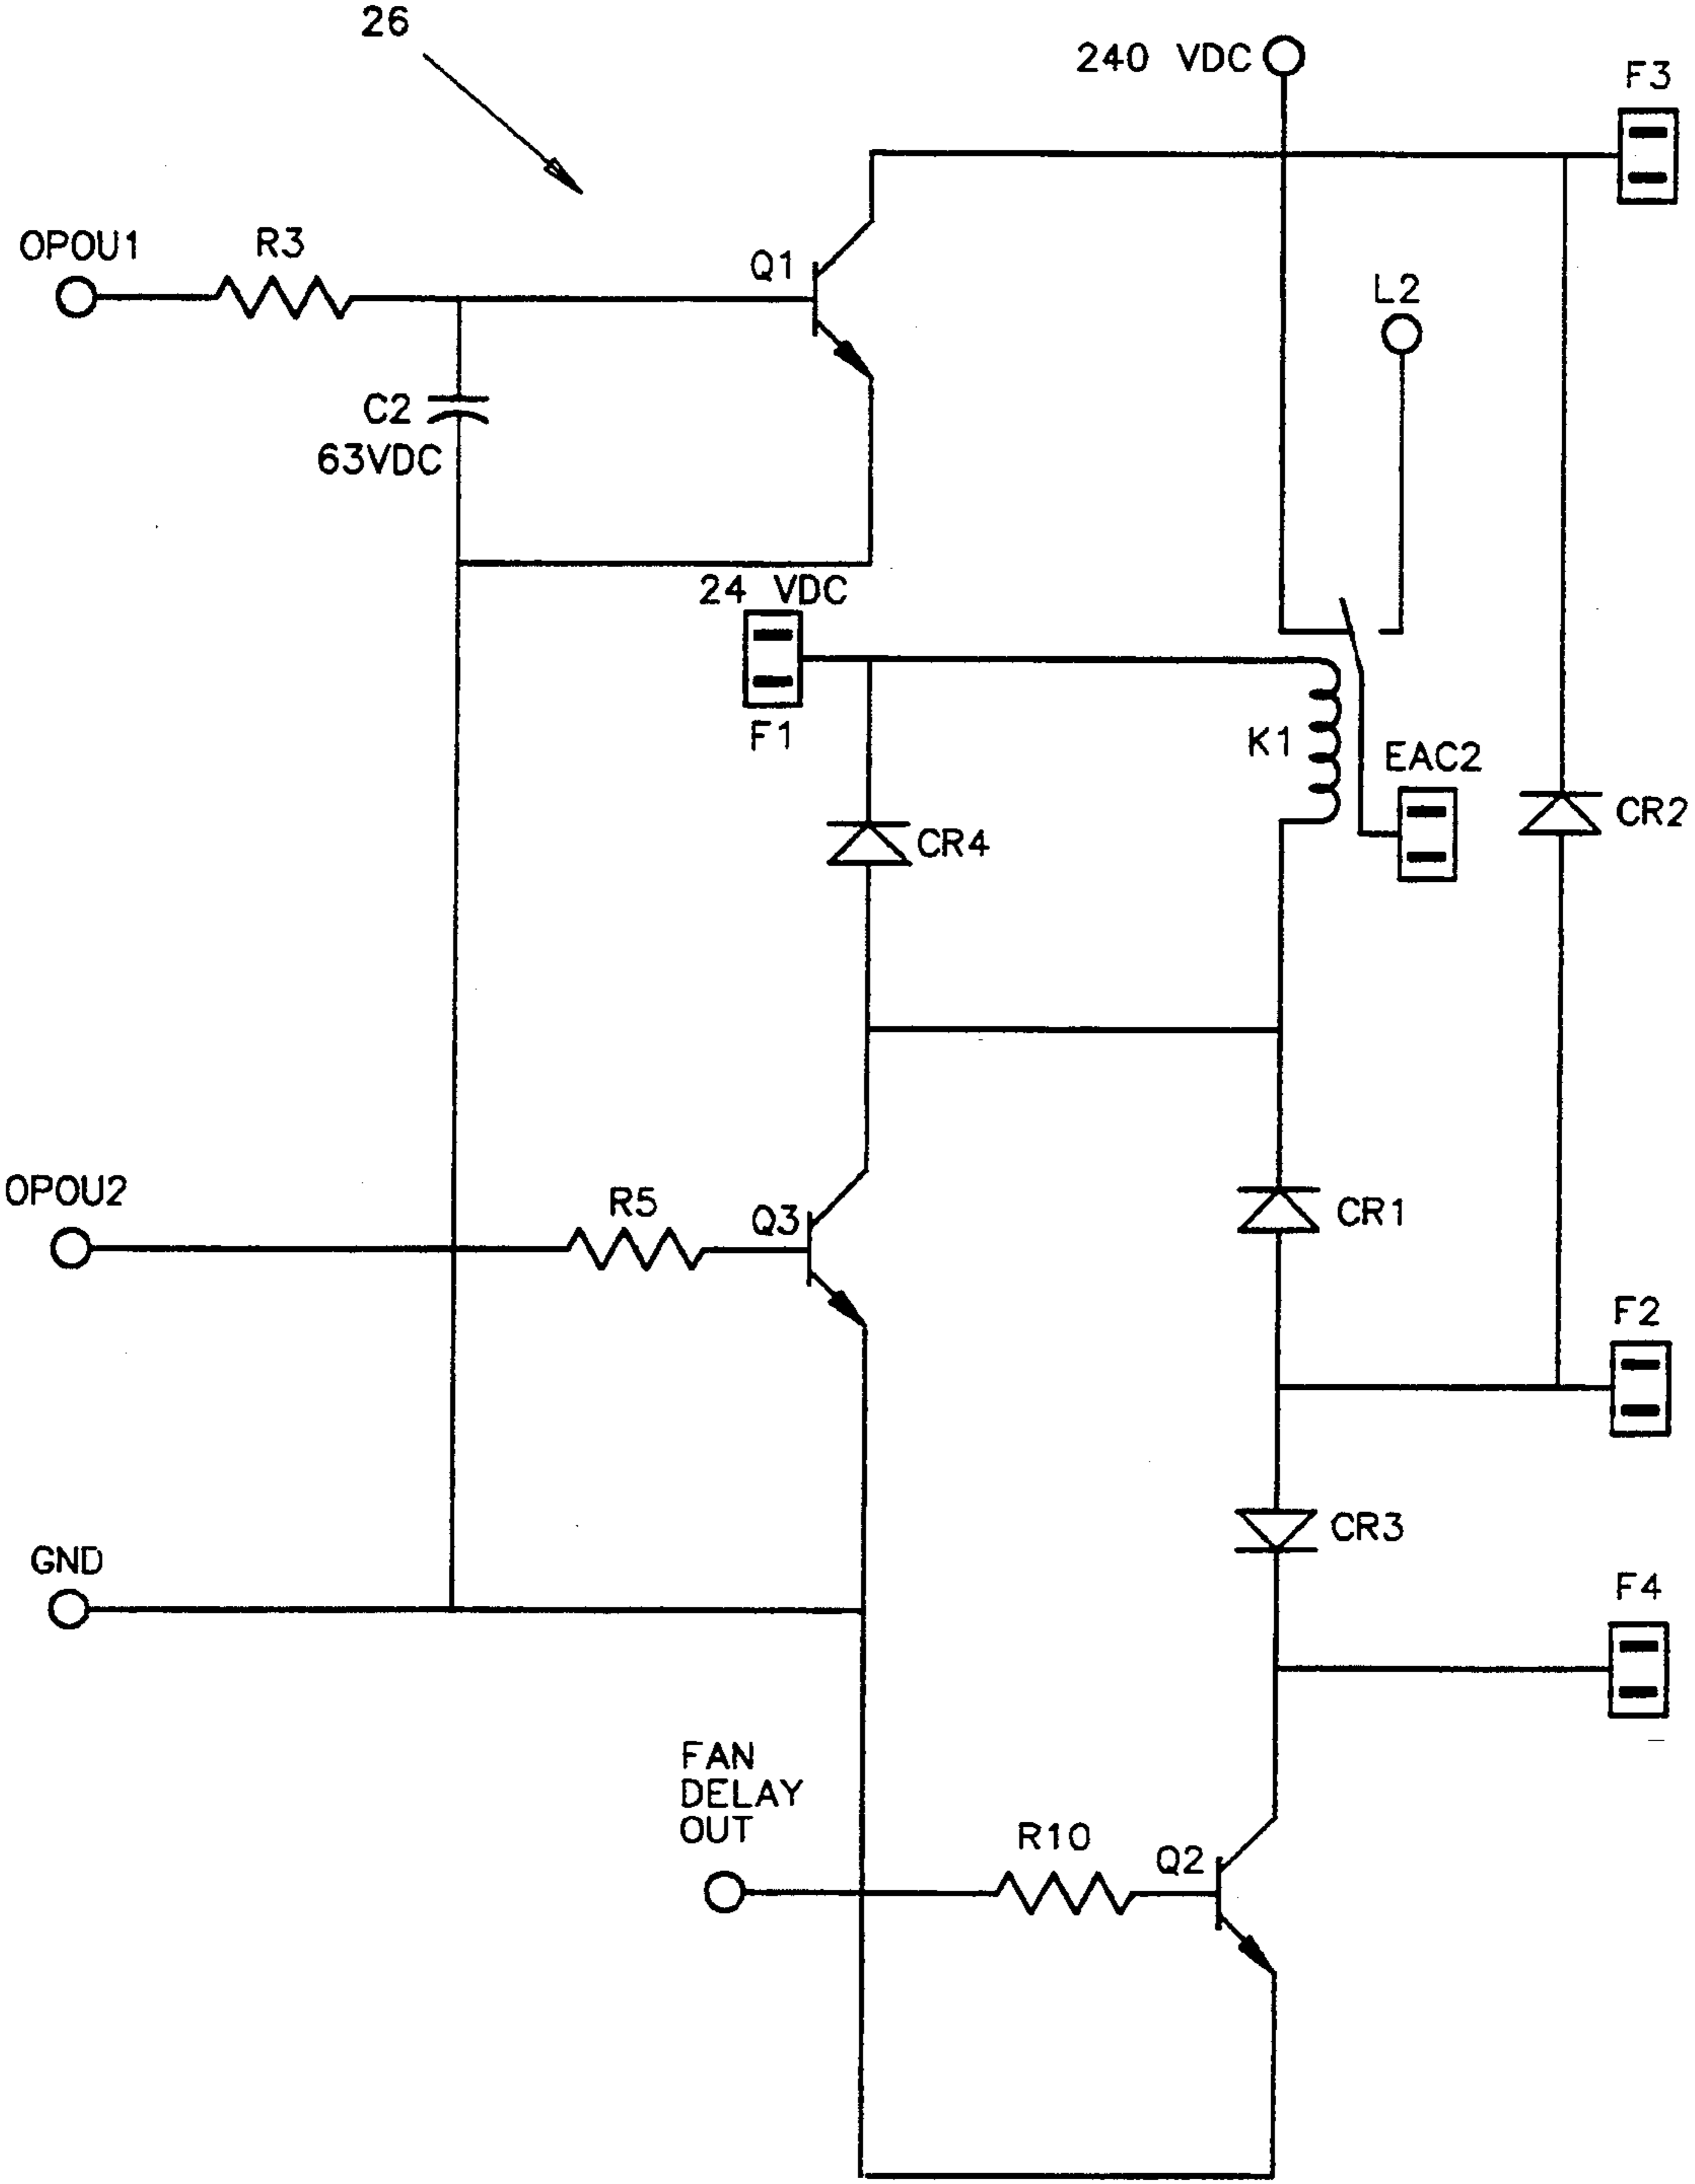 26
240 VDC
F3
OPOU1
R3
Q1
L2
C2
63VDC
24 VDC
F1
K1
EAC2
CR2
CR4
OPOU2
R5
Q3
CR1
F2
CR3
GND
F4
FAN
DELAY
OUT
R10
Q2